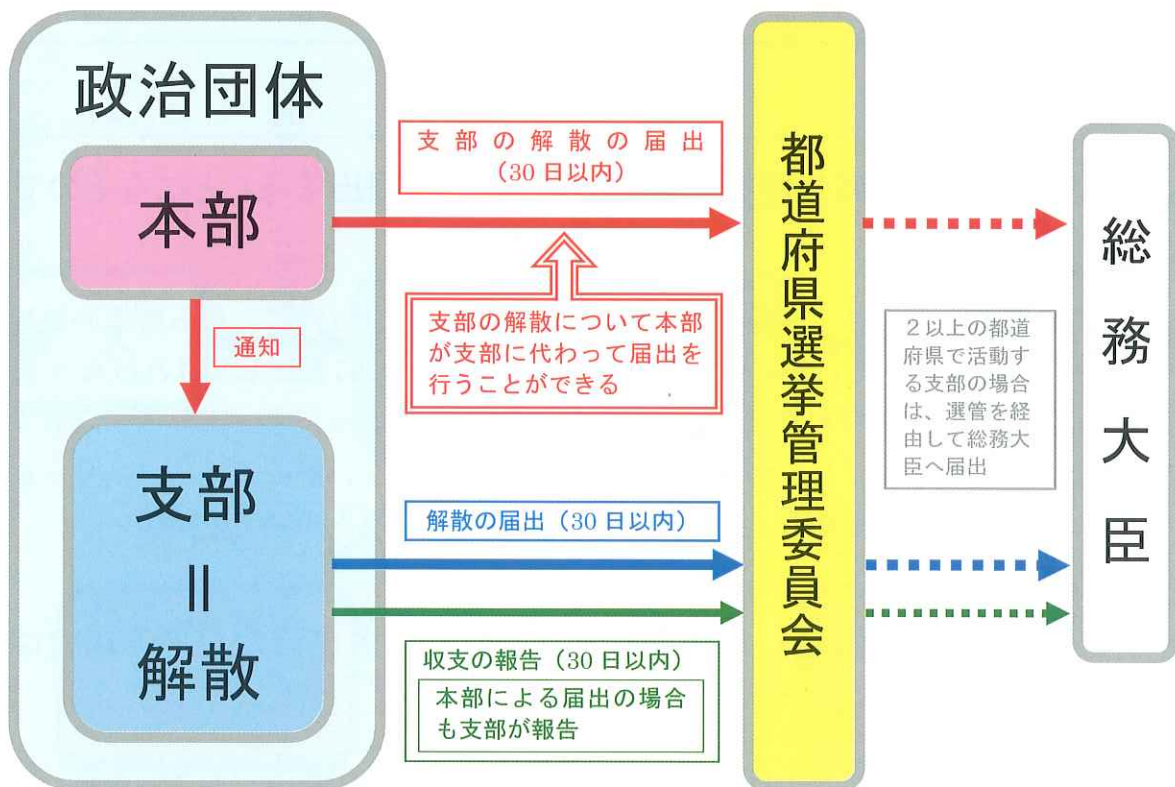 政治団体
本部
通知
支部
＝
解散
支部の解散の届出
（30日以内）
支部の解散について本部
が支部に代わって届出を
行うことができる
解散の届出（30日以内）
収支の報告（30日以内）
本部による届出の場合
も支部が報告
都道府県選挙管理委員会
２以上の都道
府県で活動す
る支部の場合
は、選管を経
由して総務大
臣へ届出
総務大臣